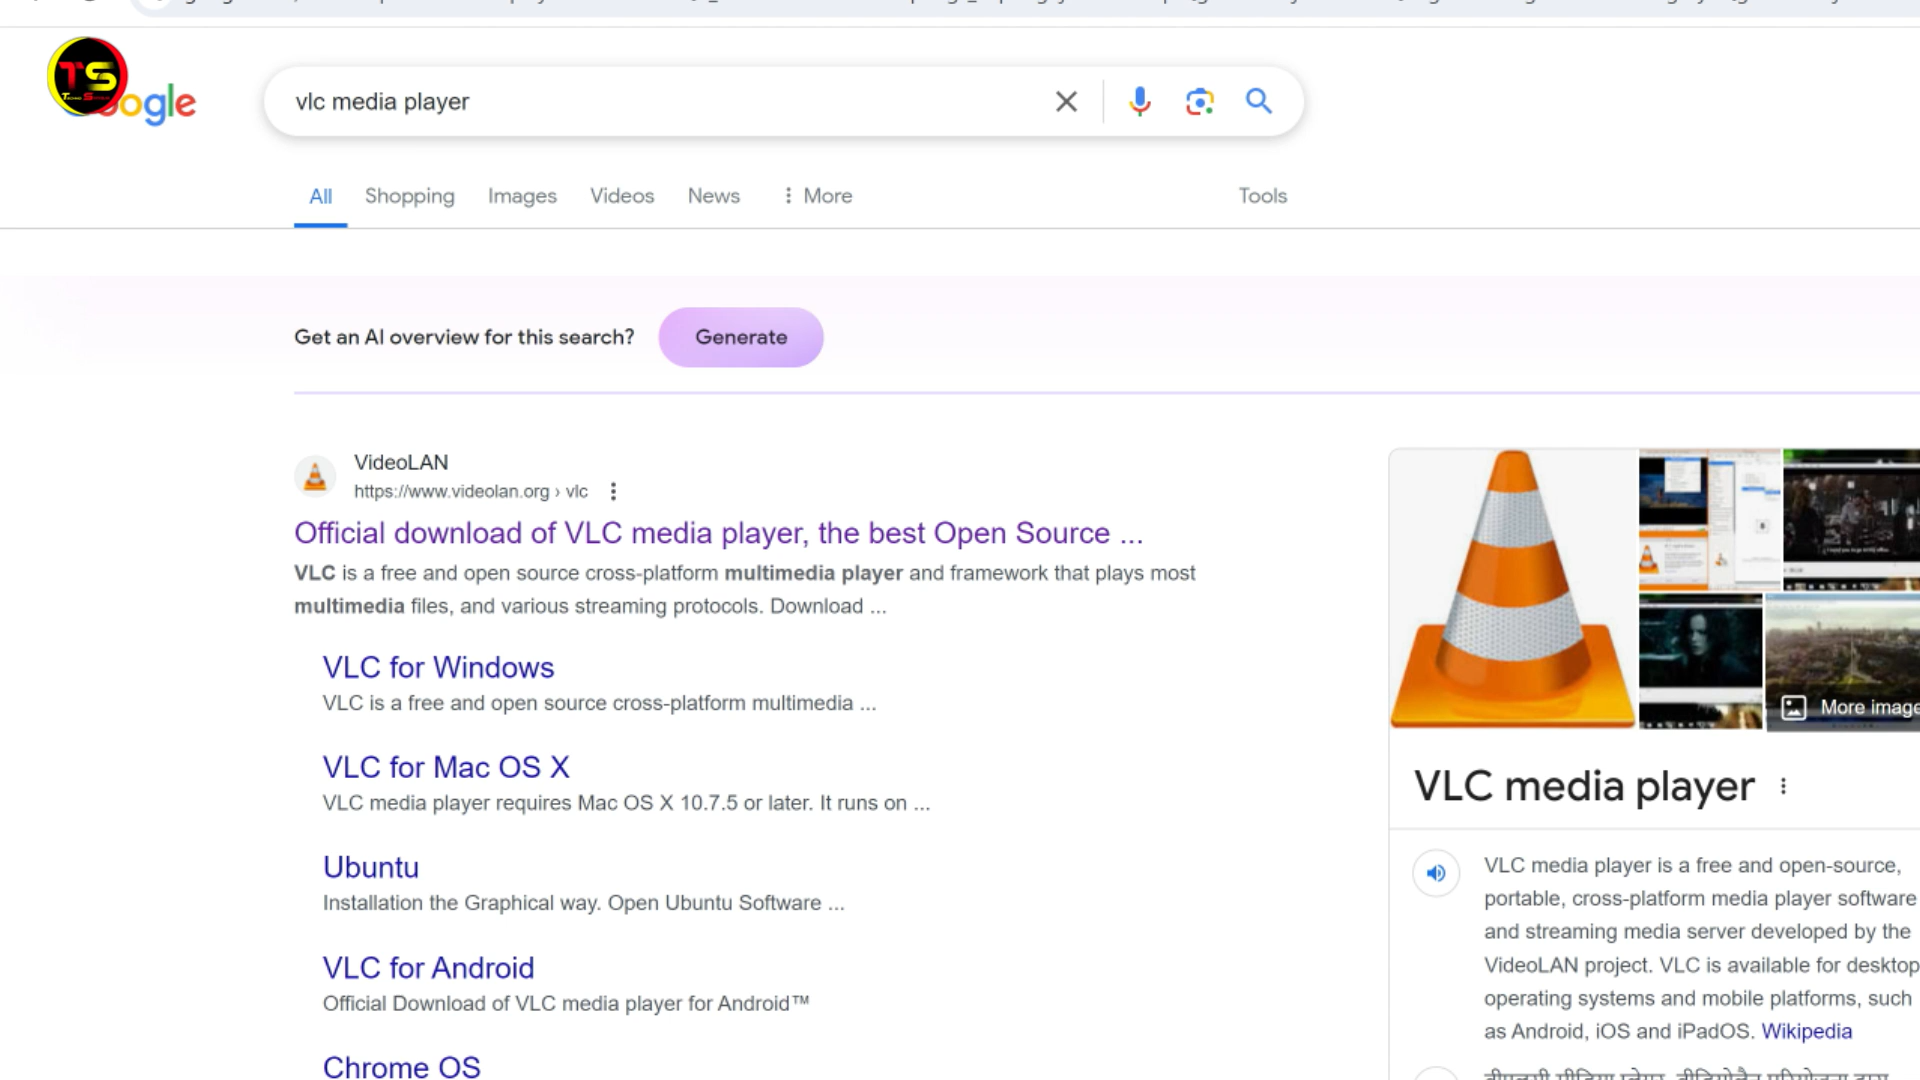 TS
ogle
vlc media player
All Shopping Images Videos News More Tools
Get an AI overview for this search? Generate
VideoLAN
https://www.videolan.org › vlc
Official download of VLC media player, the best Open Source ...
VLC is a free and open source cross-platform multimedia player and framework that plays most
multimedia files, and various streaming protocols. Download ...
VLC for Windows
VLC is a free and open source cross-platform multimedia ...
VLC for Mac OS X
VLC media player requires Mac OS X 10.7.5 or later. It runs on ...
Ubuntu
Installation the Graphical way. Open Ubuntu Software ...
VLC for Android
Official Download of VLC media player for Android™
Chrome OS
More image
VLC media player
VLC media player is a free and open-source,
portable, cross-platform media player software
and streaming media server developed by the
VideoLAN project. VLC is available for desktop
operating systems and mobile platforms, such
as Android, iOS and iPadOS. Wikipedia